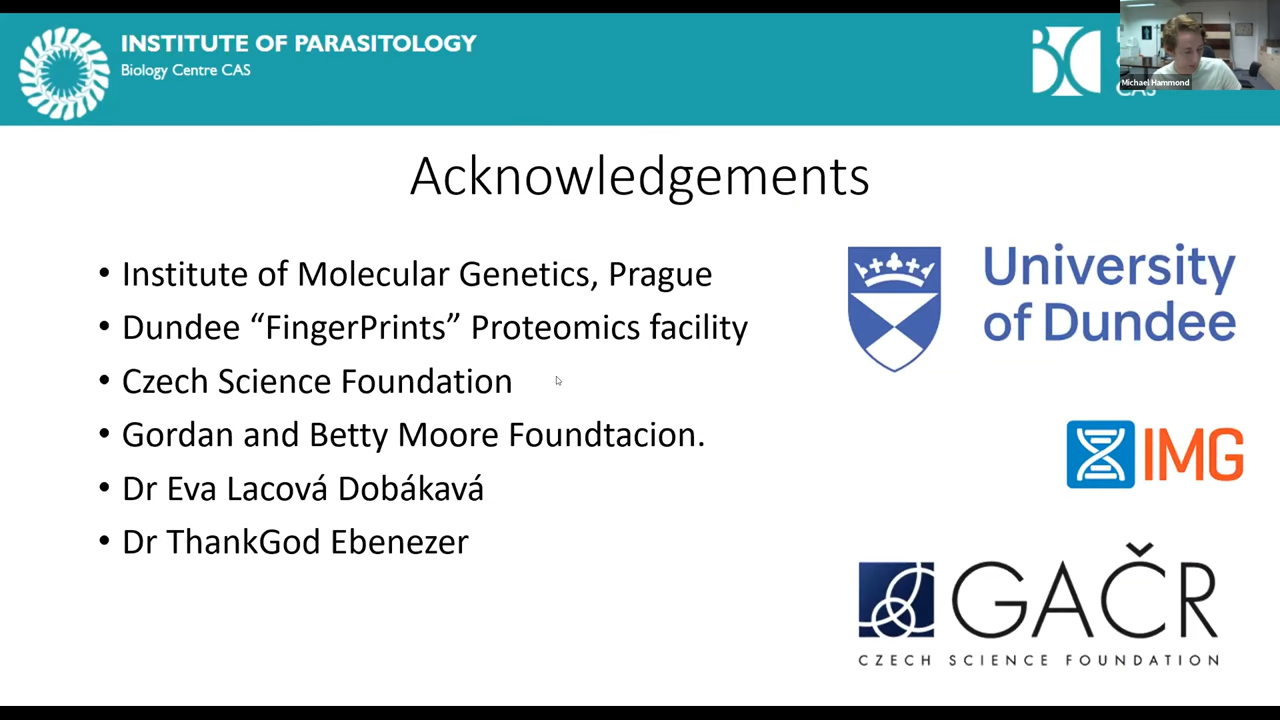 INSTITUTE OF PARASITOLOGY
Biology Centre CAS
CAS
Michael Hammond
Acknowledgements
• Institute of Molecular Genetics, Prague
• Dundee “FingerPrints” Proteomics facility
• Czech Science Foundation
• Gordan and Betty Moore Foundtacion.
• Dr Eva Lacová Dobákavá
• Dr ThankGod Ebenezer
University
of Dundee
IMG
GAČR
CZECH SCIENCE FOUNDATION